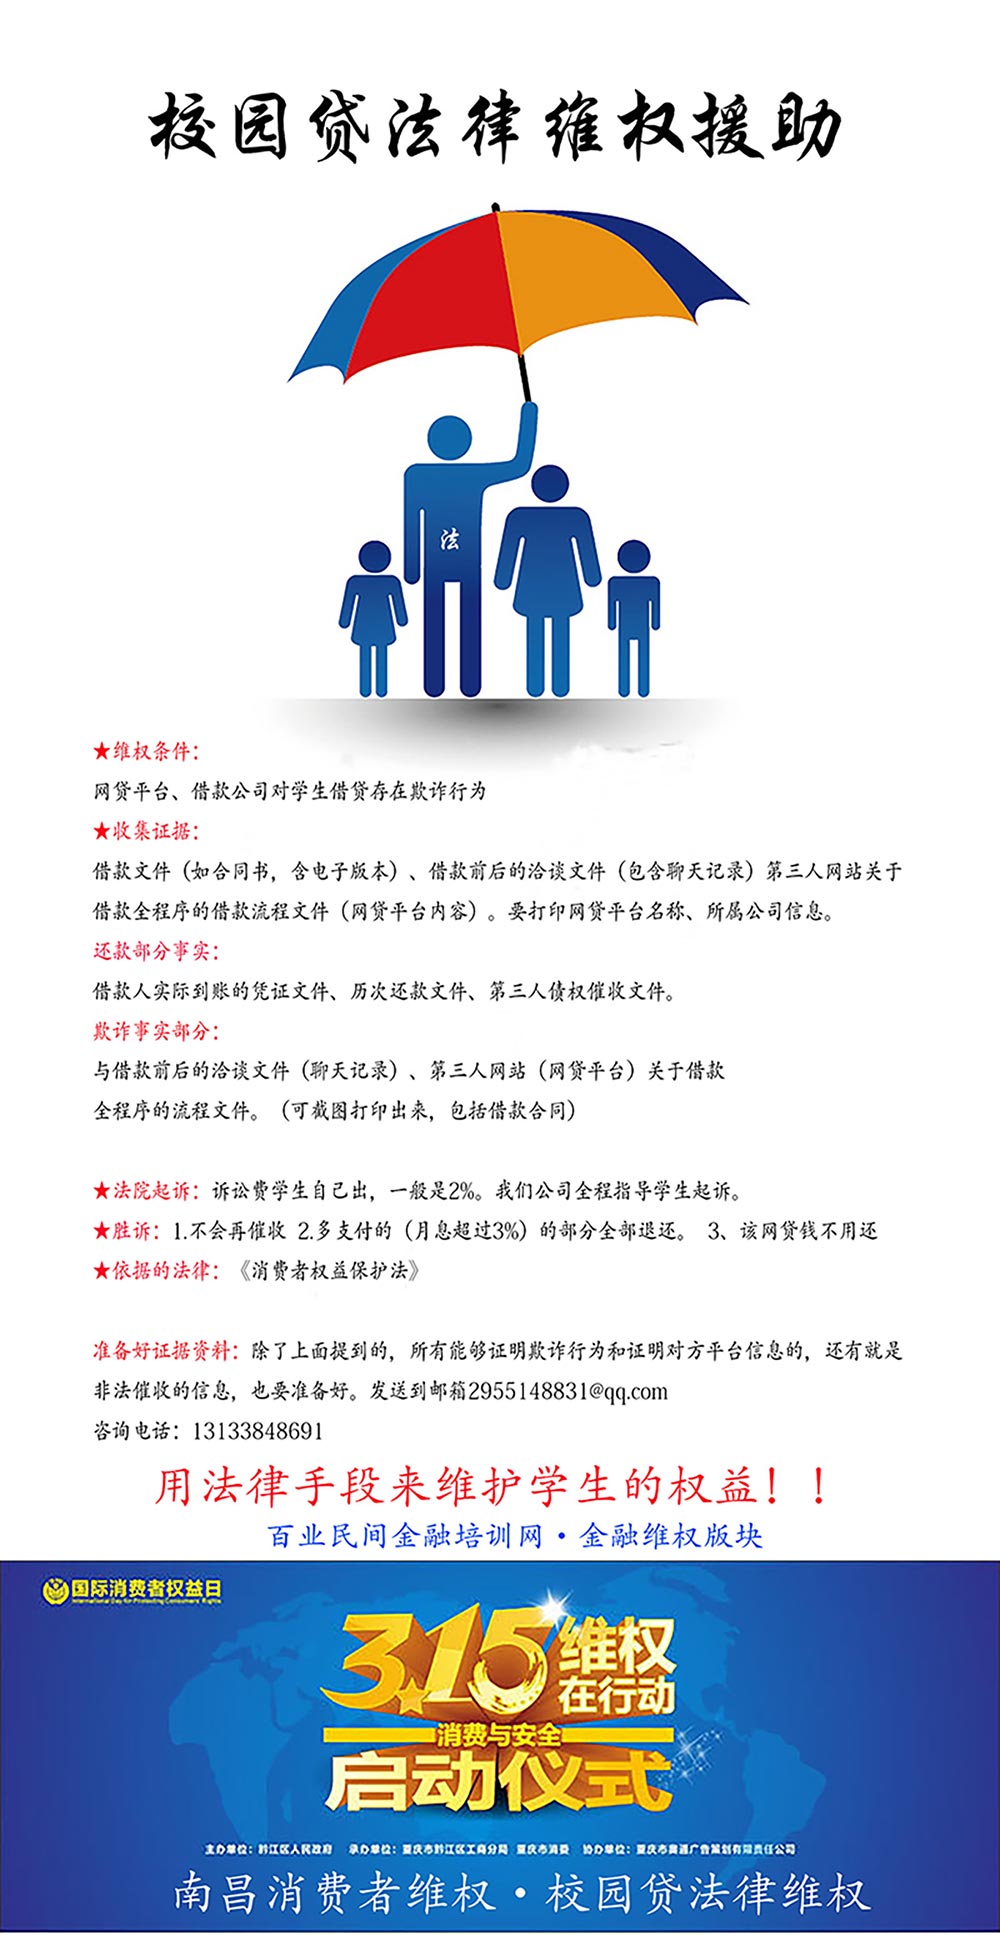 校园贷法律维权援助
法
★维权条件：
网贷平台、借款公司对学生借贷存在欺诈行为
★收集证据：
借款文件（如合同书，含电子版本）、借款前后的洽谈文件（包含聊天记录）第三人网站关于
借款全程序的借款流程文件（网贷平台内容）。要打印网贷平台名称、所属公司信息。
还款部分事实：
借款人实际到账的凭证文件、历次还款文件、第三人债权催收文件。
欺诈事实部分：
与借款前后的洽谈文件（聊天记录）、第三人网站（网贷平台）关于借款
全程序的流程文件。（可截图打印出来，包括借款合同）
★法院起诉：诉讼费学生自己出，一般是2%。我们公司全程指导学生起诉。
★胜诉：1.不会再催收 2.多支付的（月息超过3%）的部分全部退还。 3、该网贷钱不用还
★依据的法律：《消费者权益保护法》
准备好证据资料：除了上面提到的，所有能够证明欺诈行为和证明对方平台信息的，还有就是
非法催收的信息，也要准备好。发送到邮箱2955148831@qq.com
咨询电话：13133848691
用法律手段来维护学生的权益！！
百业民间金融培训网·金融维权版块
国际消费者权益日
International Day for Protecting Consumers' Rights
3.15维权
在行动
消费与安全
启动仪式
主办单位：黔江区人民政府 承办单位：重庆市黔江区工商分局 重庆市消委 协办单位：重庆市奥通广告策划有限责任公司
南昌消费者维权·校园贷法律维权